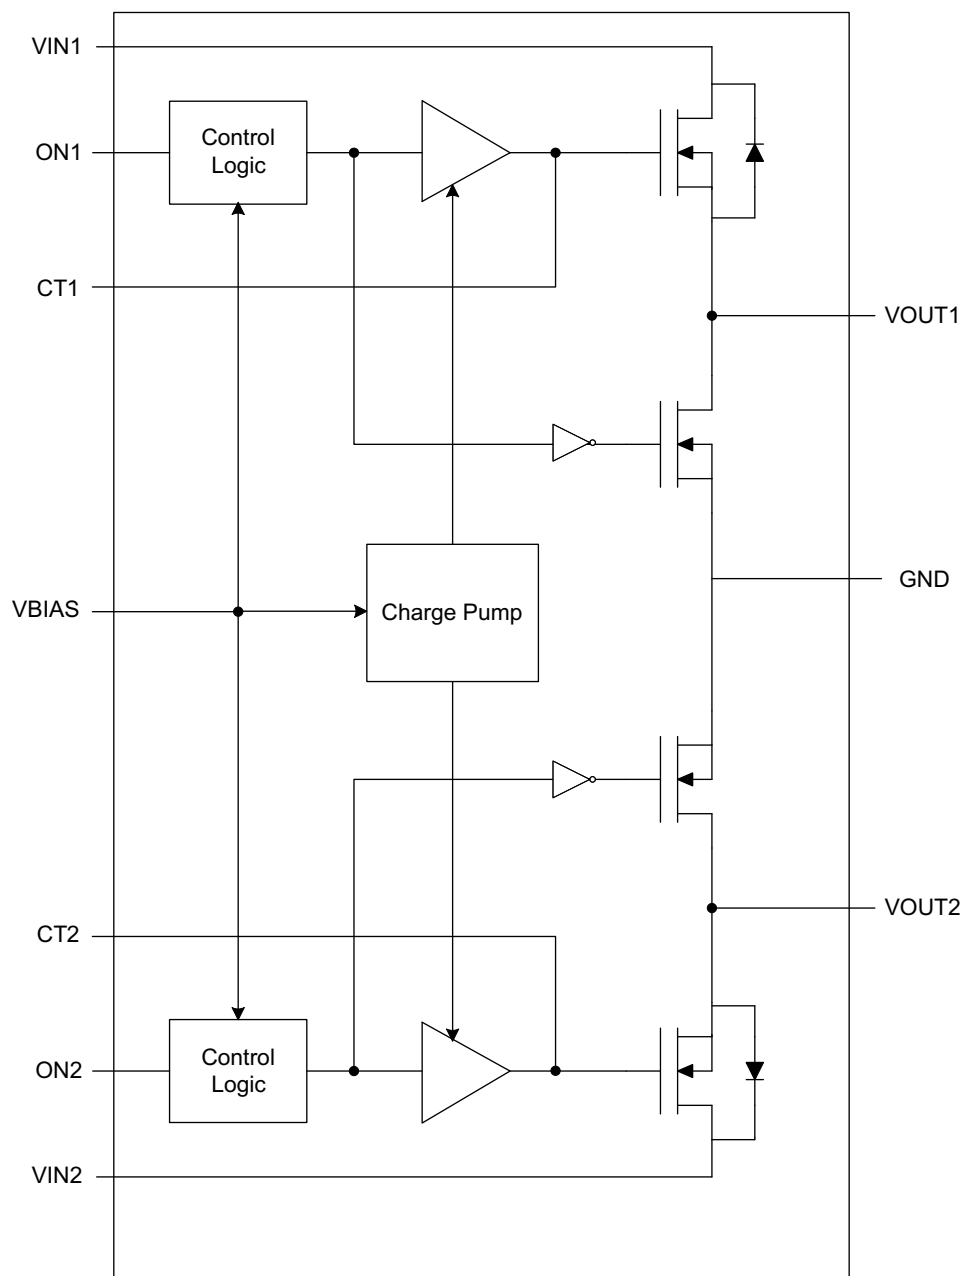 VIN1
ON1
Control
Logic
CT1
VOUT1
GND
VBIAS
Charge Pump
VOUT2
CT2
ON2
Control
Logic
VIN2